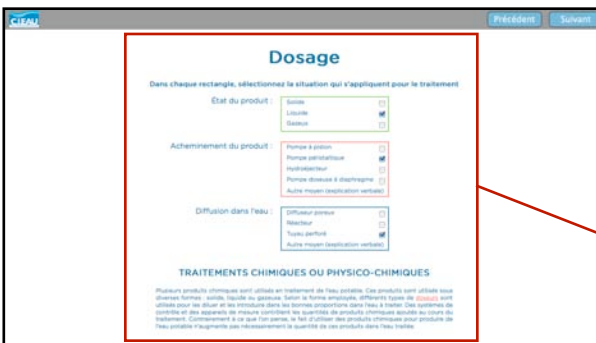 CIEAU
Précédent Suivant
Dosage
Dans chaque rectangle, sélectionnez la situation qui s'appliquent pour le traitement
État du produit :
Solide
Liquide
Gazeux
Acheminement du produit :
Pompe à piston
Pompe péristaltique
Hydroéjecteur
Pompe doseuse à diaphragme
Autre moyen (explication verbale)
Diffusion dans l'eau :
Diffuseur poreux
Réacteur
Tuyau perforé
Autre moyen (explication verbale)
TRAITEMENTS CHIMIQUES OU PHYSICO-CHIMIQUES
Plusieurs produits chimiques sont utilisés en traitement de l'eau potable. Ces produits sont utilisés sous
diverses formes : solide, liquide ou gazeuse. Selon la forme employée, différents types de doseurs sont
utilisés pour les diluer et les introduire dans les bonnes proportions dans l'eau à traiter. Des systèmes de
contrôle et des appareils de mesure contrôlent les quantités de produits chimiques ajoutés au cours du
traitement. Contrairement à ce que l'on pense, le fait d'utiliser des produits chimiques pour produire de
l'eau potable n'augmente pas nécessairement la quantité de ces produits dans l'eau traitée.